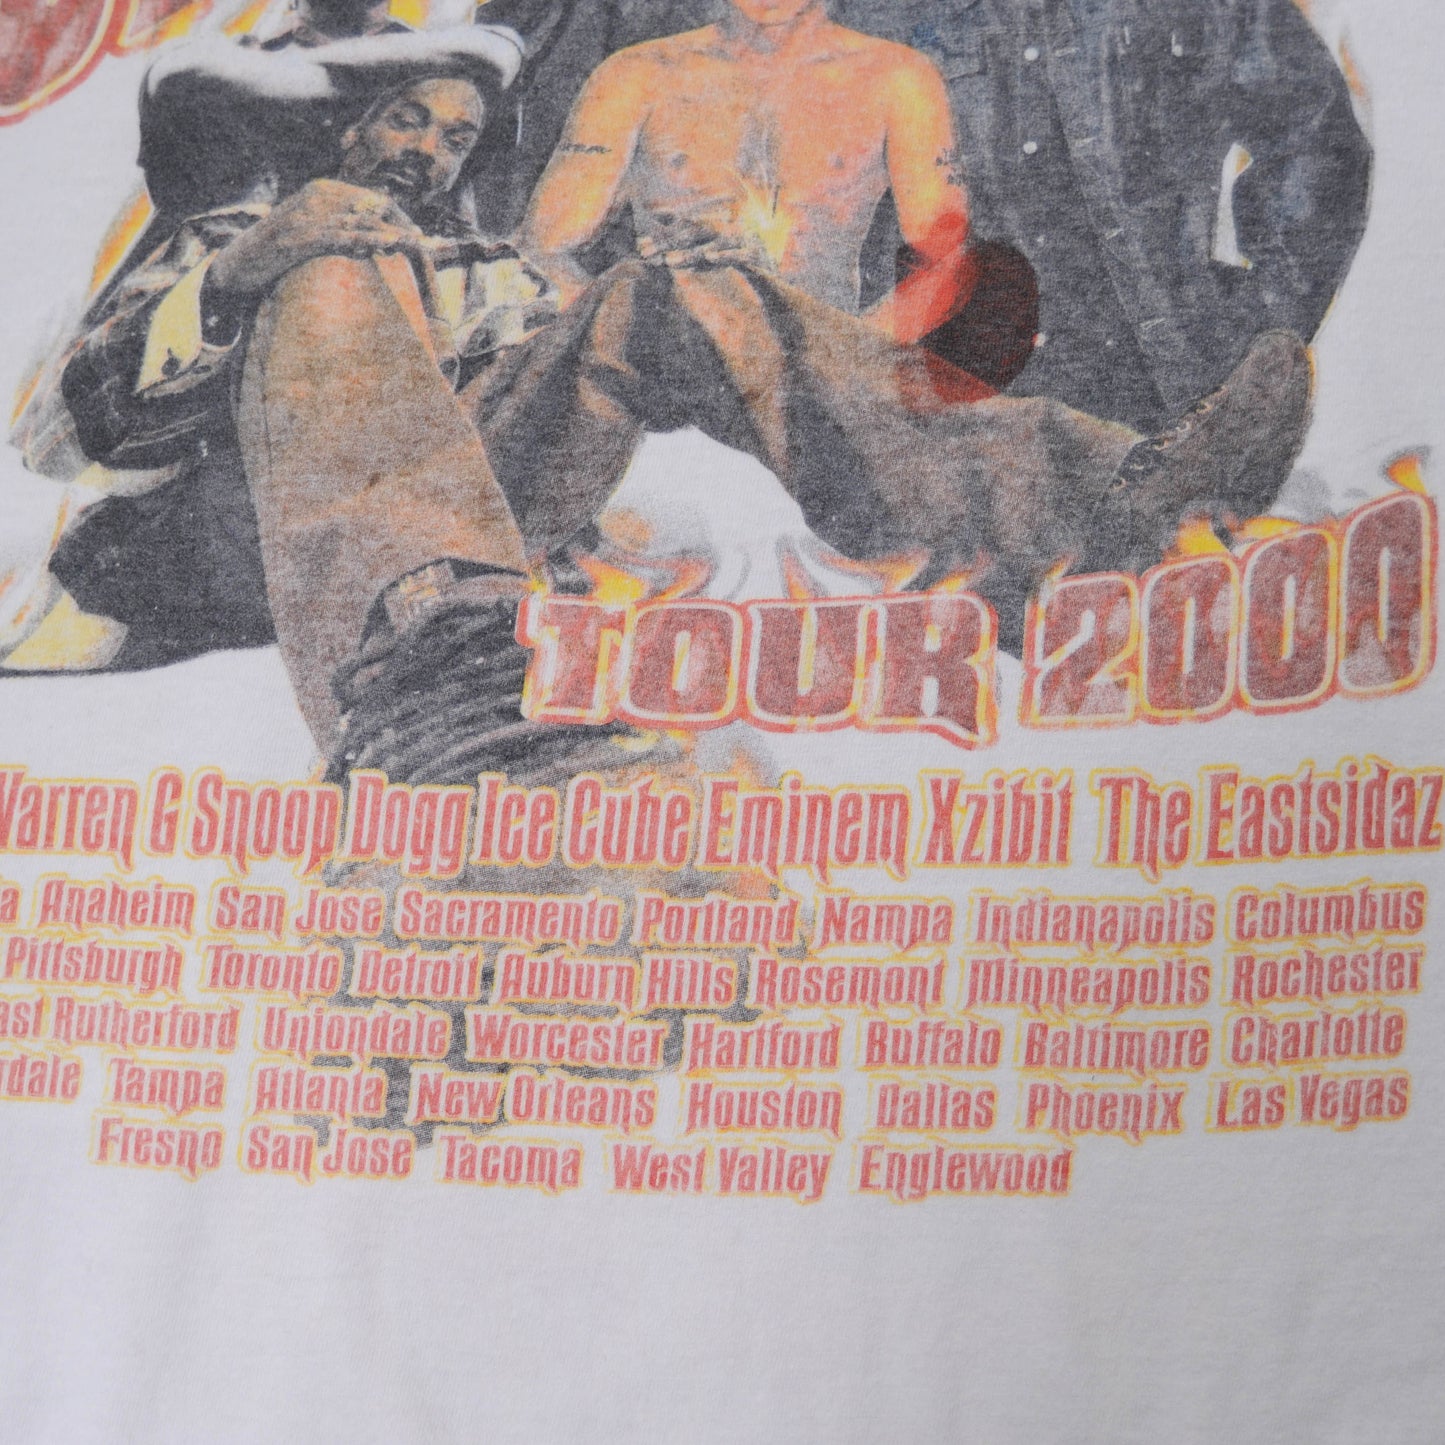 TOUR 2000
Warren G Snoop Dogg Ice Cube Eminem Xzibit The Eastsidaz
Anaheim San Jose Sacramento Portland Nampa Indianapolis Columbus
Pittsburgh Toronto Detroit Auburn Hills Rosemont Minneapolis Rochester
Rutherford Uniondale Worcester Hartford Buffalo Baltimore Charlotte
Tampa Atlanta New Orleans Houston Dallas Phoenix Las Vegas
Fresno San Jose Tacoma West Valley Englewood